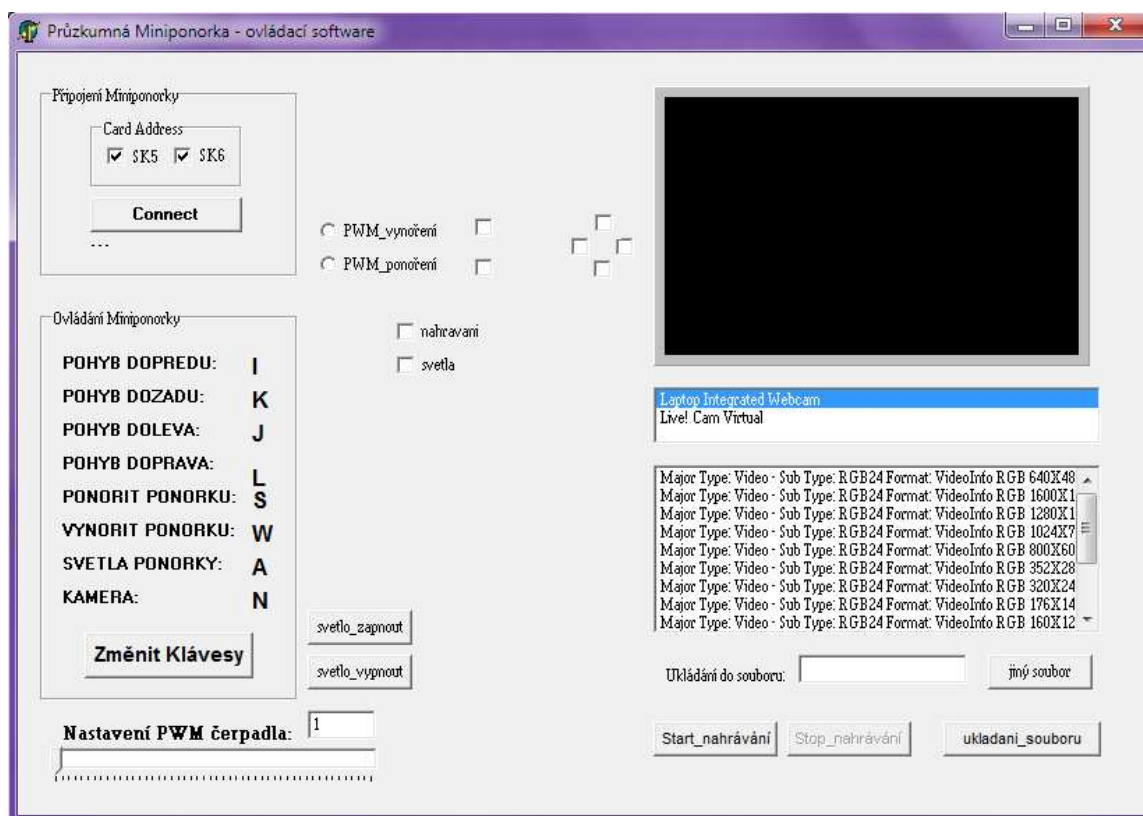 Průzkumná Miniponorka - ovládací software
Připojení Miniponorky
Card Address
SK5 SK6
Connect
...
PWM_vynoření
PWM_ponoření
nahravani
svetla
Ovládání Miniponorky
POHYB DOPREDU: I
POHYB DOZADU: K
POHYB DOLEVA: J
POHYB DOPRAVA: L
PONORIT PONORKU: S
VYNORIT PONORKU: W
SVETLA PONORKY: A
KAMERA: N
Změnit Klávesy
svetlo_zapnout
svetlo_vypnout
Nastavení PWM čerpadla: 1
Laptop Integrated Webcam
Live! Cam Virtual
Major Type: Video - Sub Type: RGB24 Format: VideoInfo RGB 640X48
Major Type: Video - Sub Type: RGB24 Format: VideoInfo RGB 1600X1
Major Type: Video - Sub Type: RGB24 Format: VideoInfo RGB 1280X1
Major Type: Video - Sub Type: RGB24 Format: VideoInfo RGB 1024X7
Major Type: Video - Sub Type: RGB24 Format: VideoInfo RGB 800X60
Major Type: Video - Sub Type: RGB24 Format: VideoInfo RGB 352X28
Major Type: Video - Sub Type: RGB24 Format: VideoInfo RGB 320X24
Major Type: Video - Sub Type: RGB24 Format: VideoInfo RGB 176X14
Major Type: Video - Sub Type: RGB24 Format: VideoInfo RGB 160X12
Ukládání do souboru: jiný soubor
Start_nahrávání Stop_nahrávání ukladani_souboru